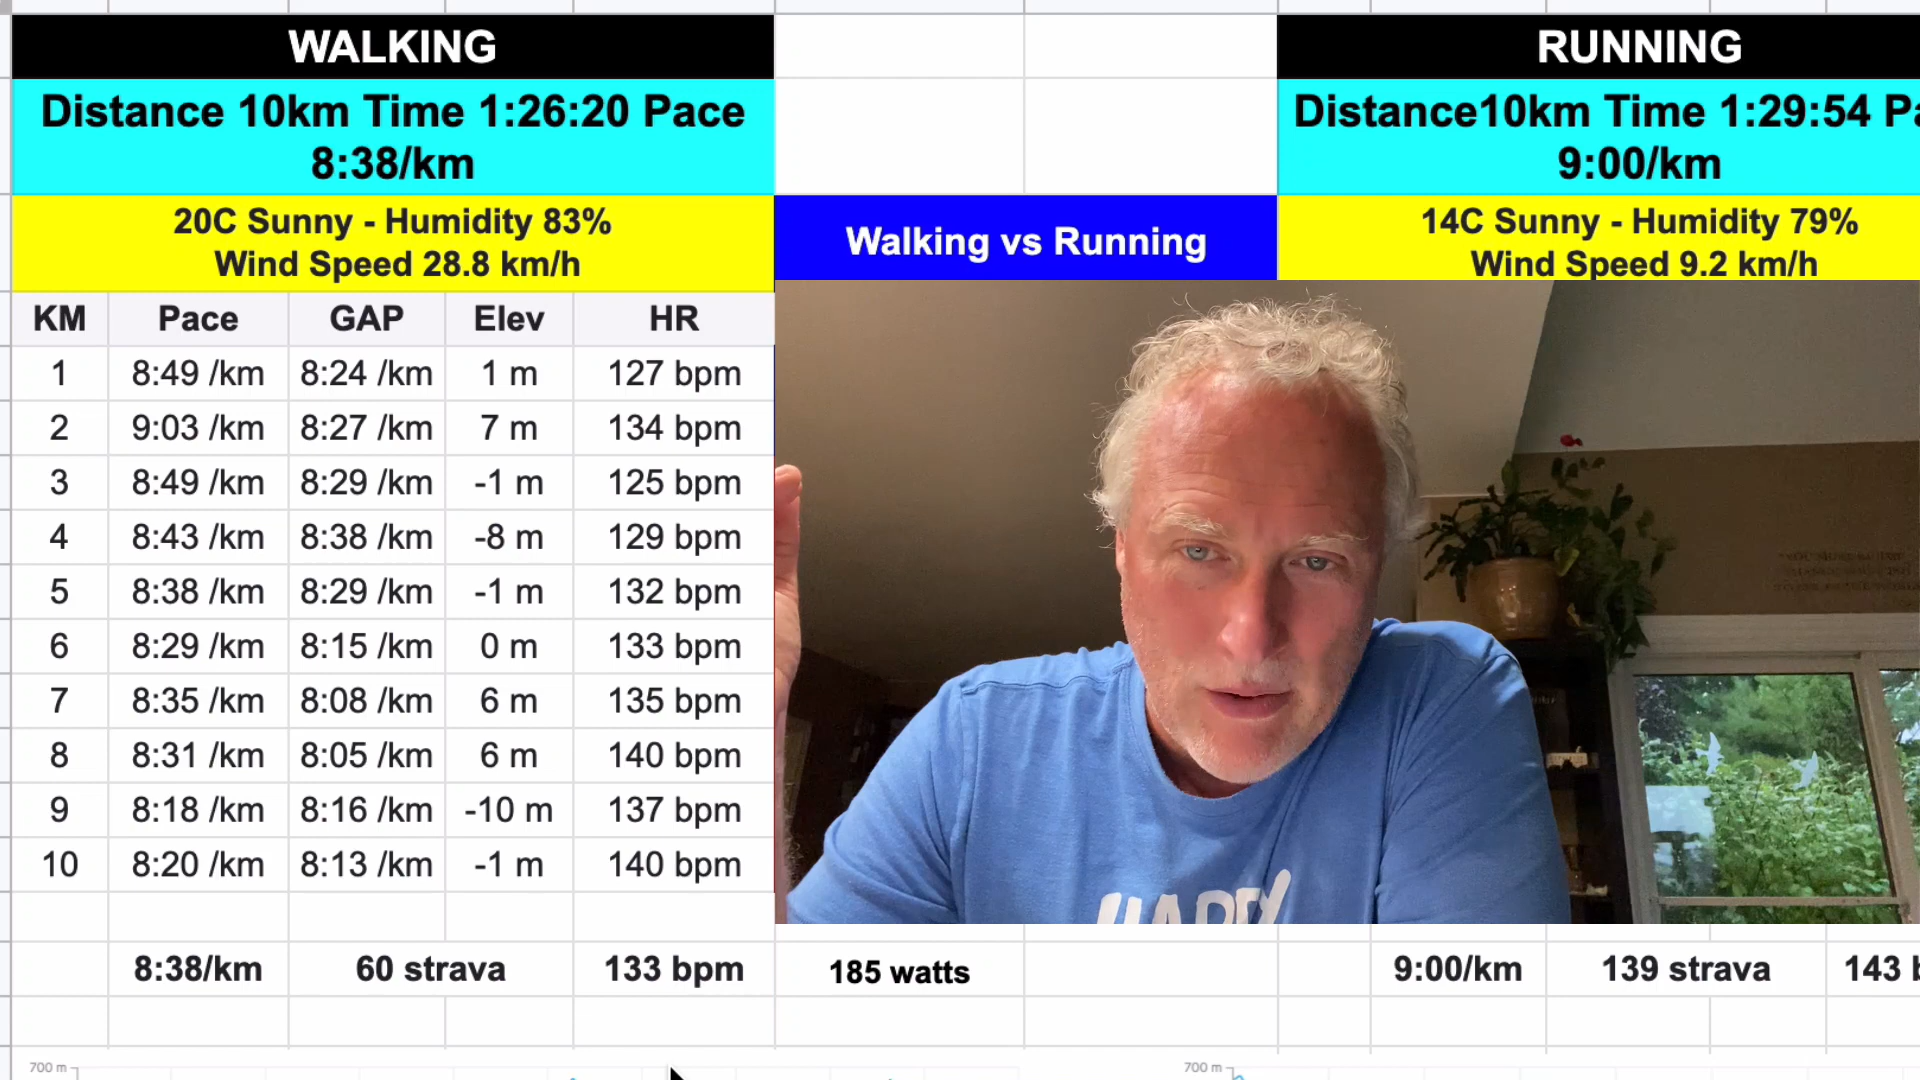 WALKING
Distance 10km Time 1:26:20 Pace
8:38/km
20C Sunny - Humidity 83%
Wind Speed 28.8 km/h
KM Pace GAP Elev HR
1 8:49 /km 8:24 /km 1 m 127 bpm
2 9:03 /km 8:27 /km 7 m 134 bpm
3 8:49 /km 8:29 /km -1 m 125 bpm
4 8:43 /km 8:38 /km -8 m 129 bpm
5 8:38 /km 8:29 /km -1 m 132 bpm
6 8:29 /km 8:15 /km 0 m 133 bpm
7 8:35 /km 8:08 /km 6 m 135 bpm
8 8:31 /km 8:05 /km 6 m 140 bpm
9 8:18 /km 8:16 /km -10 m 137 bpm
10 8:20 /km 8:13 /km -1 m 140 bpm
8:38/km 60 strava 133 bpm 185 watts
700 m
Walking vs Running
RUNNING
Distance10km Time 1:29:54 Pa
9:00/km
14C Sunny - Humidity 79%
Wind Speed 9.2 km/h
9:00/km 139 strava 143 b
700 m